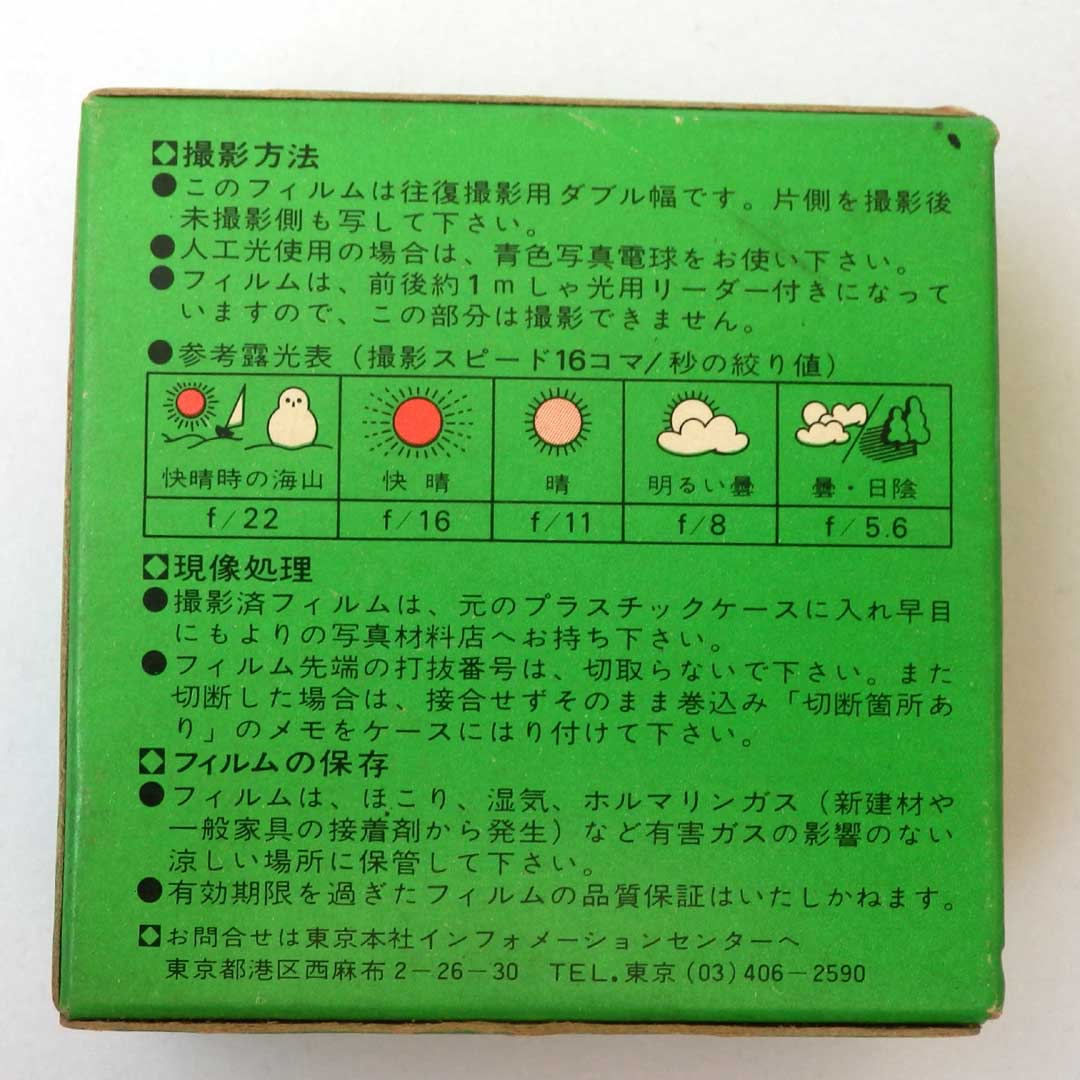 撮影方法
●このフィルムは往復撮影用ダブル幅です。片側を撮影後
未撮影側も写して下さい。
●人工光使用の場合は、青色写真電球をお使い下さい。
●フィルムは、前後約1mしゃ光用リーダー付きになって
いますので、この部分は撮影できません。
●参考露光表（撮影スピード16コマ/秒の絞り値）
快晴時の海山 快晴 晴 明るい曇 曇・日陰
f/22 f/16 f/11 f/8 f/5.6
現像処理
●撮影済フィルムは、元のプラスチックケースに入れ早目
にもよりの写真材料店へお持ち下さい。
●フィルム先端の打抜番号は、切取らないで下さい。また
切断した場合は、接合せずそのまま巻込み「切断箇所あ
り」のメモをケースにはり付けて下さい。
フィルムの保存
●フィルムは、ほこり、湿気、ホルマリンガス（新建材や
一般家具の接着剤から発生）など有害ガスの影響のない
涼しい場所に保管して下さい。
●有効期限を過ぎたフィルムの品質保証はいたしかねます。
お問合せは東京本社インフォメーションセンターへ
東京都港区西麻布2-26-30 TEL.東京(03)406-2590